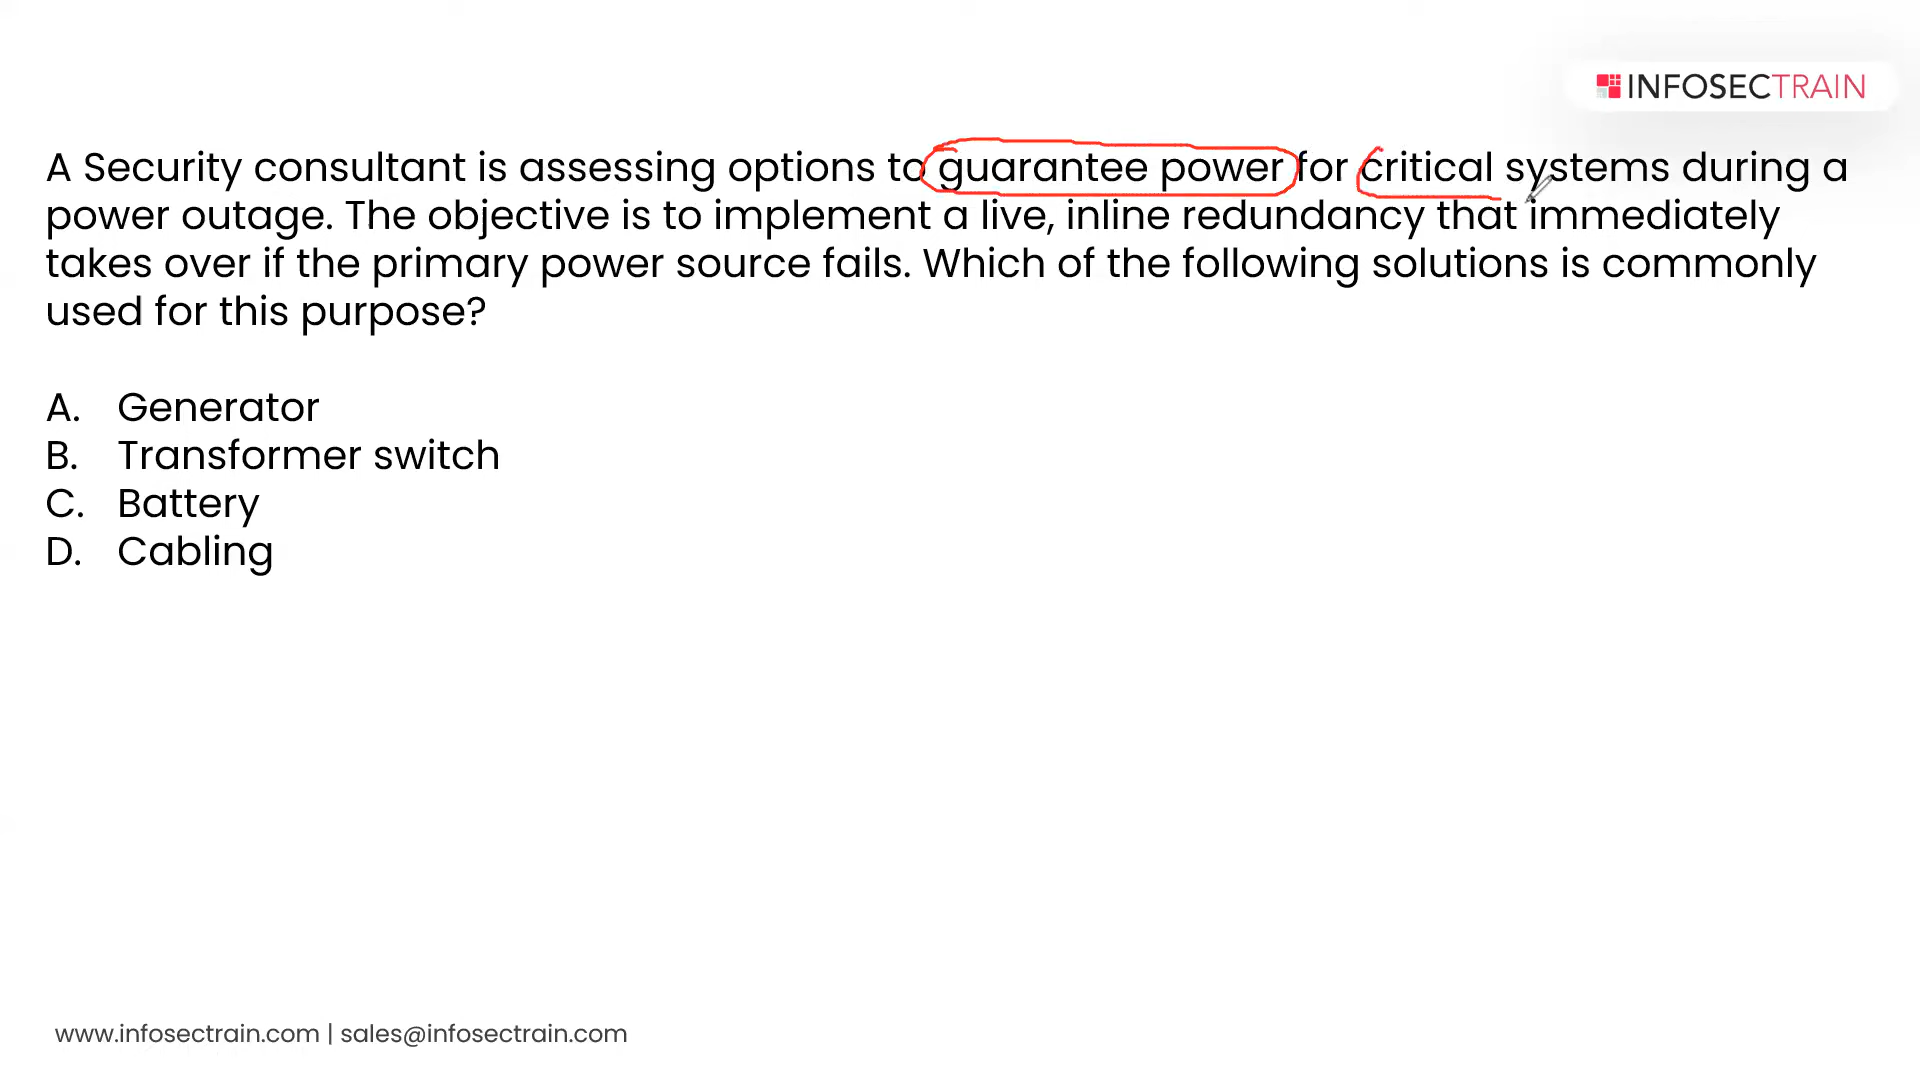 INFOSECTRAIN
A Security consultant is assessing options to guarantee power for critical systems during a
power outage. The objective is to implement a live, inline redundancy that immediately
takes over if the primary power source fails. Which of the following solutions is commonly
used for this purpose?
A. Generator
B. Transformer switch
C. Battery
D. Cabling
www.infosectrain.com | sales@infosectrain.com